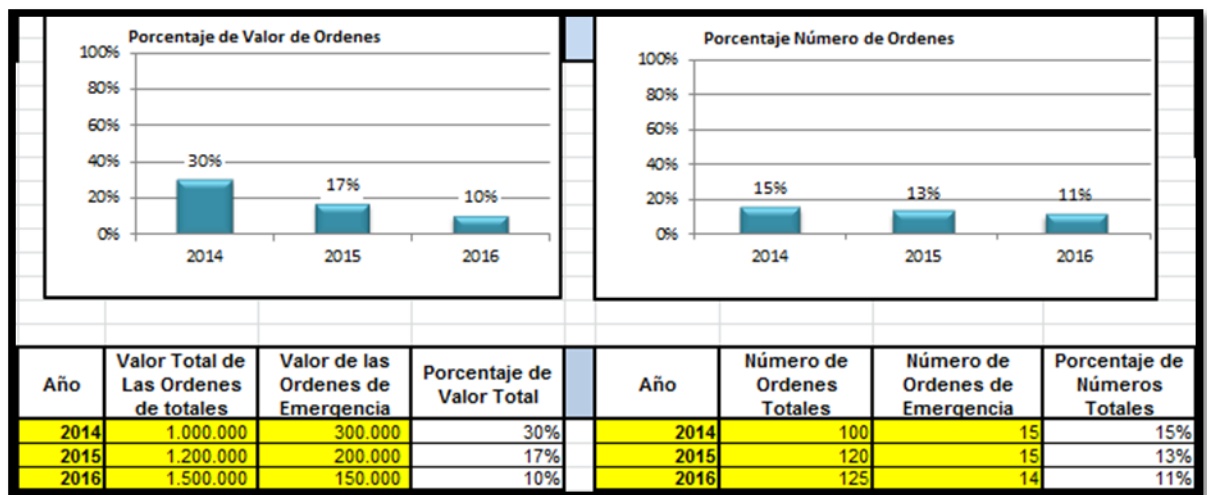 Porcentaje de Valor de Ordenes
100%
80%
60%
40%
20%
0%
30%
17%
10%
2014
2015
2016
Porcentaje Número de Ordenes
100%
80%
60%
40%
20%
0%
15%
13%
11%
2014
2015
2016
Año
Valor Total de
Las Ordenes
de totales
Valor de las
Ordenes de
Emergencia
Porcentaje de
Valor Total
2014 1.000.000 300.000 30%
2015 1.200.000 200.000 17%
2016 1.500.000 150.000 10%
Año
Número de
Ordenes
Totales
Número de
Ordenes de
Emergencia
Porcentaje de
Números
Totales
2014 100 15 15%
2015 120 15 13%
2016 125 14 11%